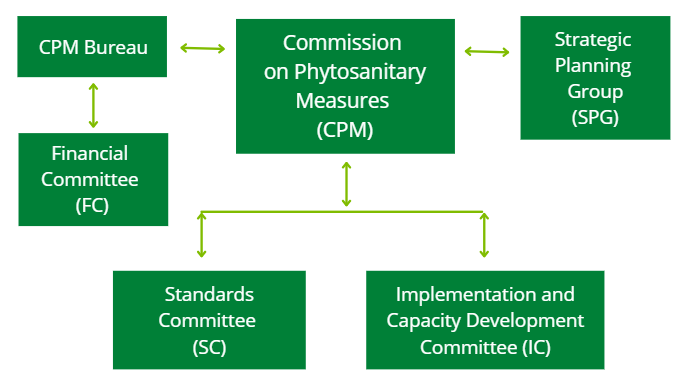 CPM Bureau
Commission
on Phytosanitary
Measures
(CPM)
Strategic
Planning
Group
(SPG)
Financial
Committee
(FC)
Standards
Committee
(SC)
Implementation and
Capacity Development
Committee (IC)